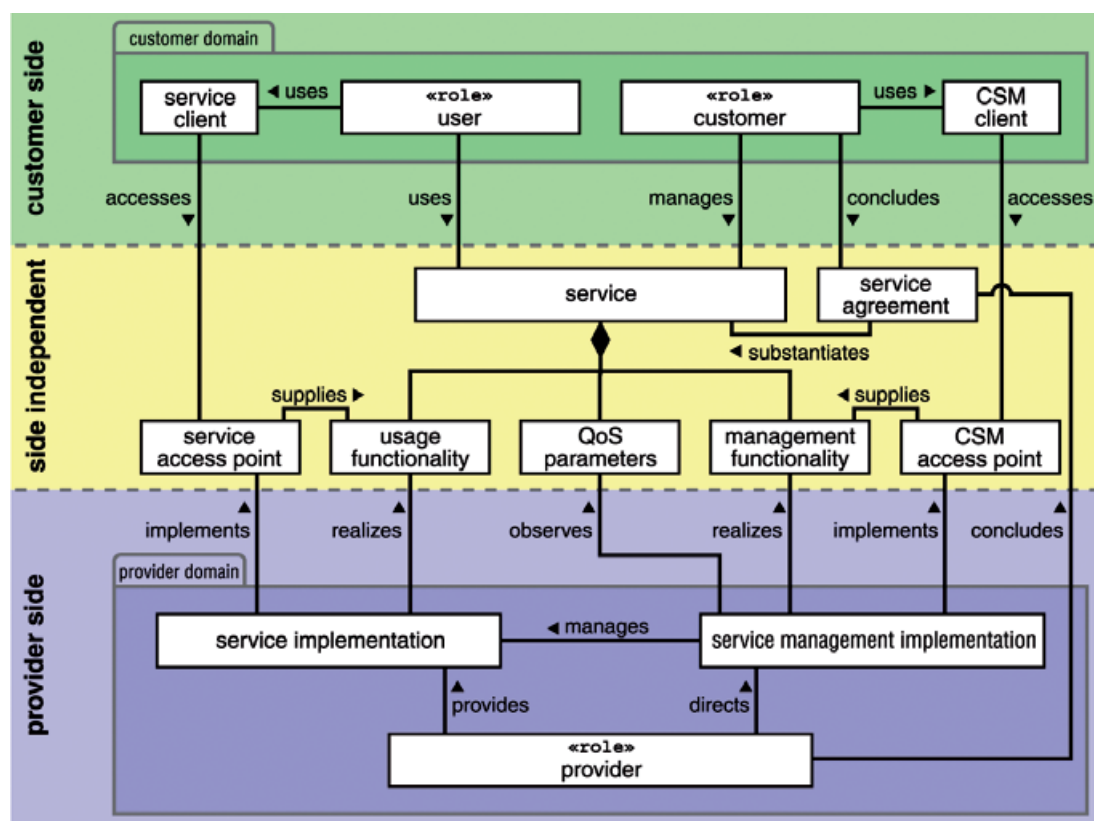 customer side
customer domain
service
client
◄ uses
«role»
user
«role»
customer
uses ►
CSM
client
accesses
▼
uses
▼
manages
▼
concludes
▼
accesses
▼
side independent
service
service
agreement
◄ substantiates
supplies ►
◄ supplies
service
access point
usage
functionality
QoS
parameters
management
functionality
CSM
access point
provider side
▲
implements
▲
realizes
▲
observes
▲
realizes
▲
implements
▲
concludes
provider domain
service implementation
◄ manages
service management implementation
▲
provides
▲
directs
«role»
provider